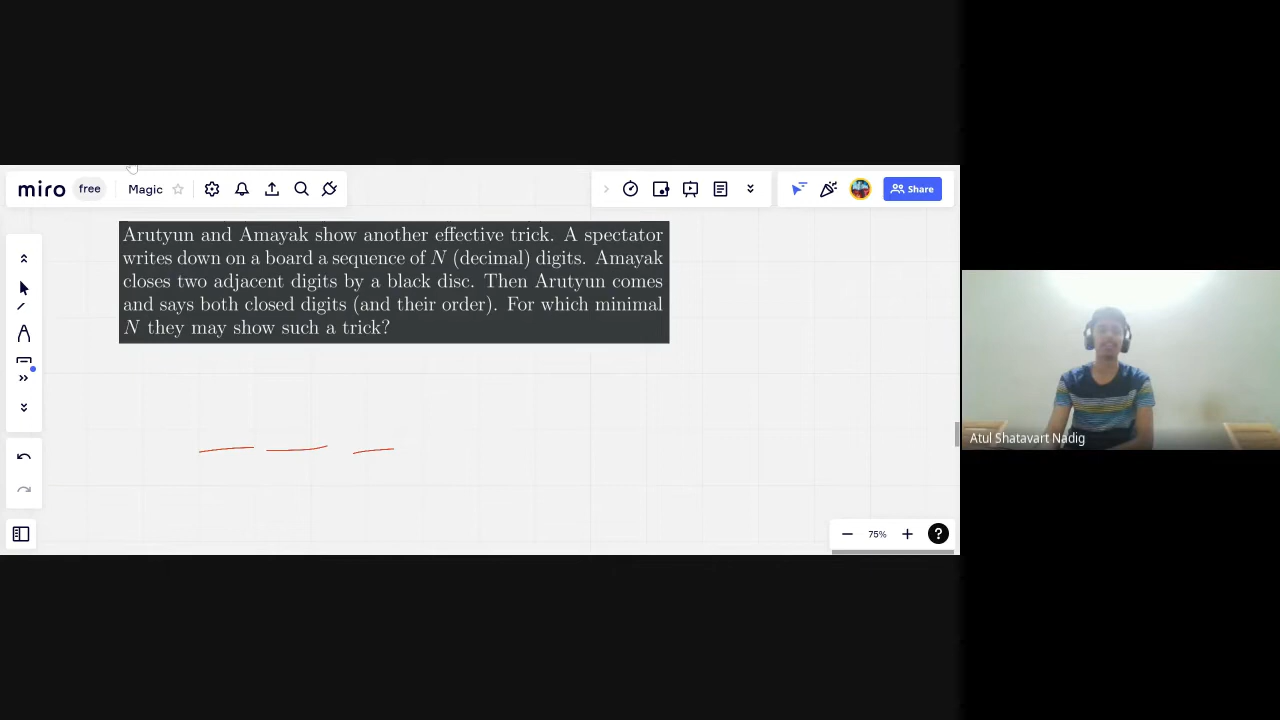 miro free Magic Share
Arutyun and Amayak show another effective trick. A spectator
writes down on a board a sequence of N (decimal) digits. Amayak
closes two adjacent digits by a black disc. Then Arutyun comes
and says both closed digits (and their order). For which minimal
N they may show such a trick?
Atul Shatavart Nadig
75%
?